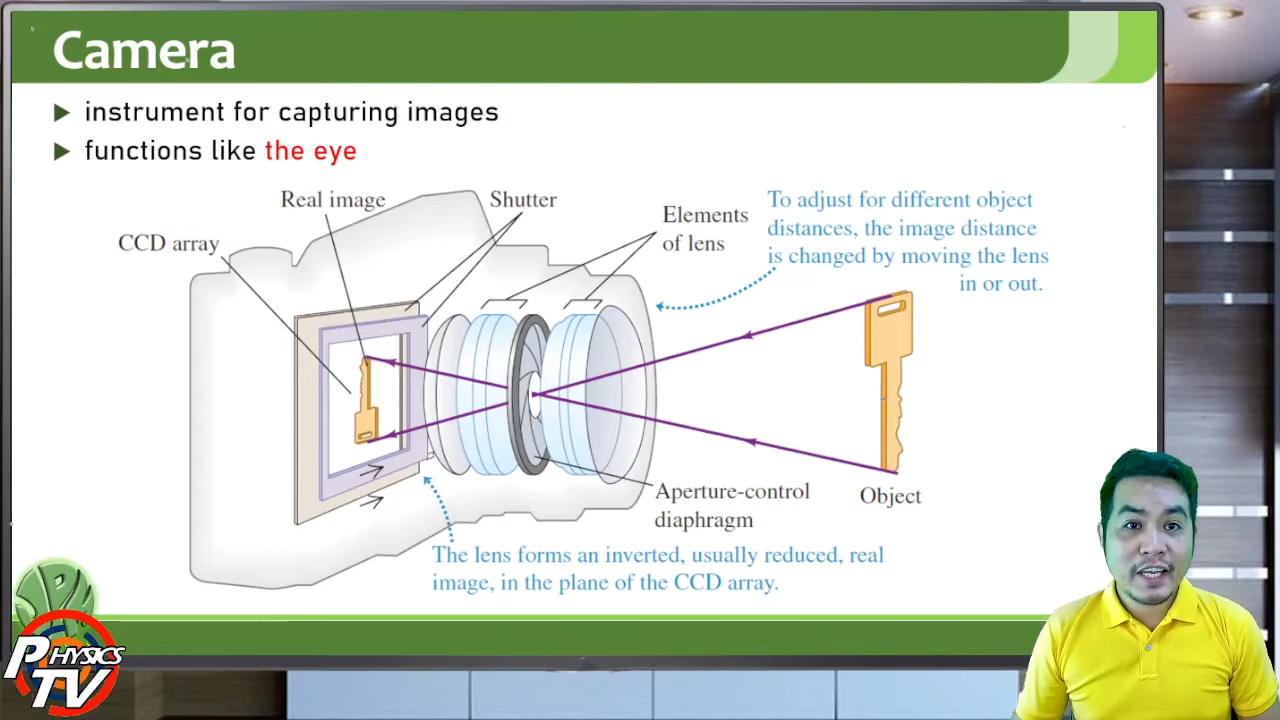 Camera
instrument for capturing images
functions like the eye
Real image
Shutter
CCD array
Elements
of lens
To adjust for different object
distances, the image distance
is changed by moving the lens
in or out.
Aperture-control
diaphragm
Object
The lens forms an inverted, usually reduced, real
image, in the plane of the CCD array.
PHYSICS
TV